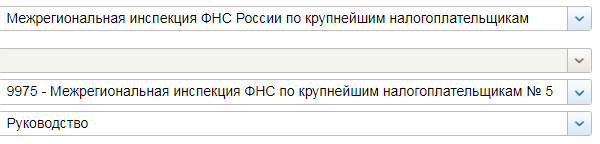 Межрегиональная инспекция ФНС России по крупнейшим налогоплательщикам
9975 - Межрегиональная инспекция ФНС по крупнейшим налогоплательщикам № 5
Руководство